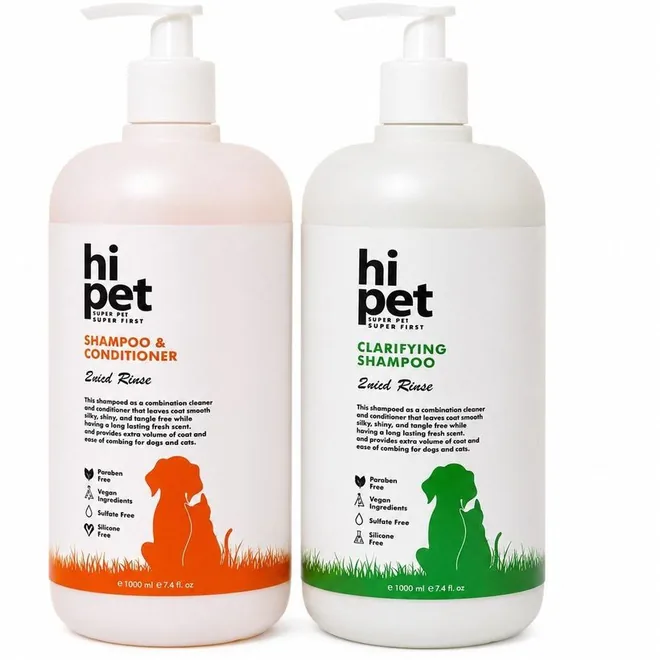 hi
pet
SUPER PET
SUPER FIRST
SHAMPOO &
CONDITIONER
2nicd Rinse
This shampoed as a combination cleaner
and conditioner that leaves coat smooth
silky, shiny, and tangle free while
having a long lasting fresh scent.
and provides extra volume of coat and
ease of combing for dogs and cats.
Paraben
Free
Vegan
Ingredients
Sulfate Free
Silicone
Free
e 1000 ml e 7.4 fl. oz
hi
pet
SUPER PET
SUPER FIRST
CLARIFYING
SHAMPOO
2nicd Rinse
This shampoed as a combination cleaner
and conditioner that leaves coat smooth
silky, shiny, and tangle free while
having a long lasting fresh scent.
and provides extra volume of coat and
ease of combing for dogs and cats.
Paraben
Free
Vegan
Ingredients
Sulfate Free
Silicone
Free
e 1000 ml e 7.4 fl. oz